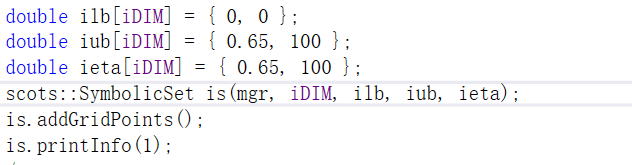 double ilb[iDIM] = { 0, 0 };
double iub[iDIM] = { 0.65, 100 };
double ieta[iDIM] = { 0.65, 100 };
scots::SymbolicSet is(mgr, iDIM, ilb, iub, ieta);
is.addGridPoints();
is.printInfo(1);